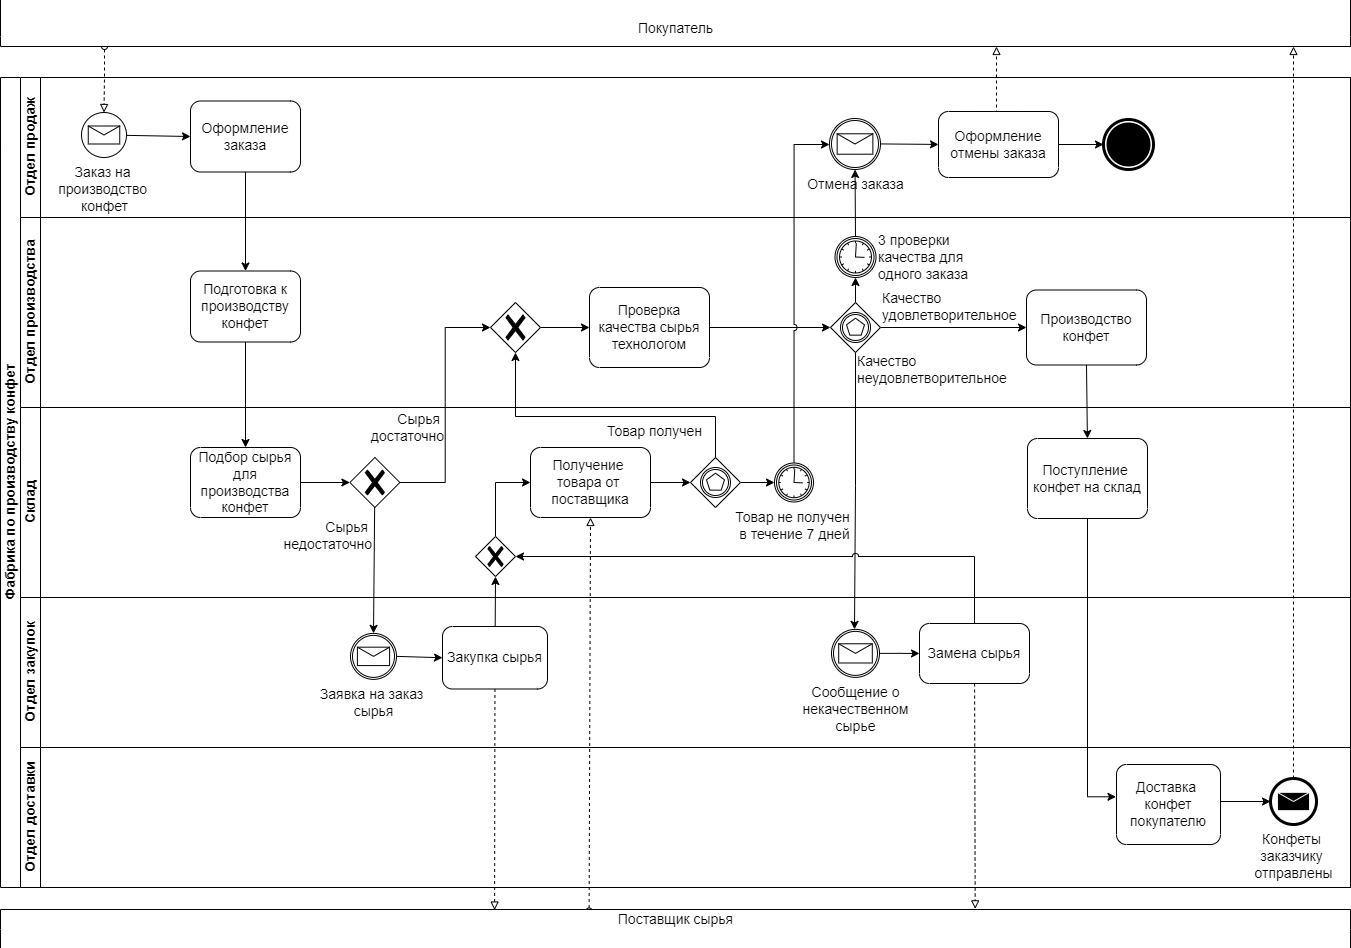 Покупатель
Фабрика по производству конфет
Отдел продаж
Заказ на
производство
конфет
Оформление
заказа
Отмена заказа
Оформление
отмены заказа
Отдел производства
Подготовка к
производству
конфет
Проверка
качества сырья
технологом
3 проверки
качества для
одного заказа
Качество
удовлетворительное
Качество
неудовлетворительное
Производство
конфет
Склад
Подбор сырья
для
производства
конфет
Сырья
достаточно
Сырья
недостаточно
Получение
товара от
поставщика
Товар получен
Товар не получен
в течение 7 дней
Поступление
конфет на склад
Отдел закупок
Заявка на заказ
сырья
Закупка сырья
Сообщение о
некачественном
сырье
Замена сырья
Отдел доставки
Доставка
конфет
покупателю
Конфеты
заказчику
отправлены
Поставщик сырья